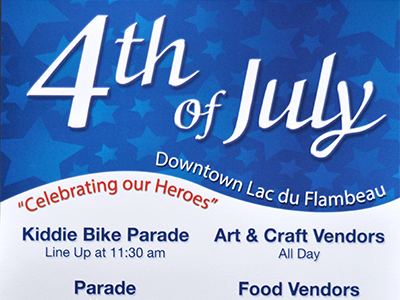 4th
of July
Downtown Lac du Flambeau
"Celebrating our Heroes"
Kiddie Bike Parade
Line Up at 11:30 am
Art & Craft Vendors
All Day
Parade
Food Vendors